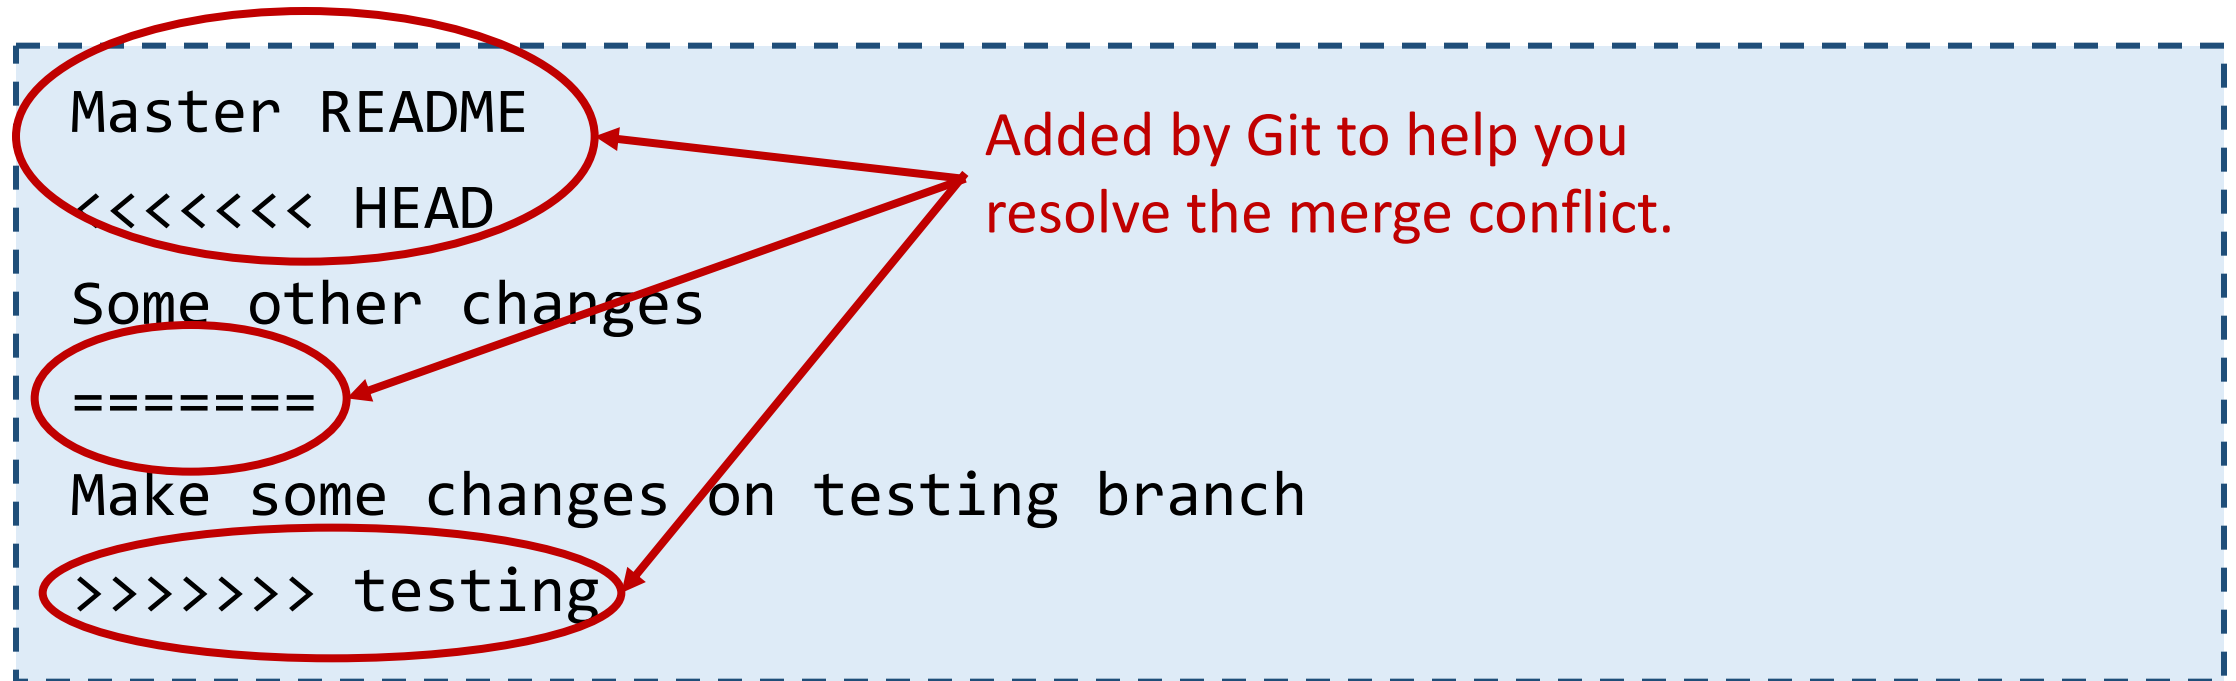 Master README
<<<<<<< HEAD
Some other changes
=======
Make some changes on testing branch
>>>>>>> testing
Added by Git to help you
resolve the merge conflict.